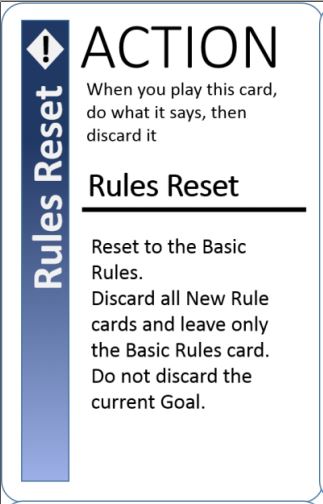 !
ACTION
When you play this card,
do what it says, then
discard it
Rules Reset
Rules Reset
Reset to the Basic
Rules.
Discard all New Rule
cards and leave only
the Basic Rules card.
Do not discard the
current Goal.